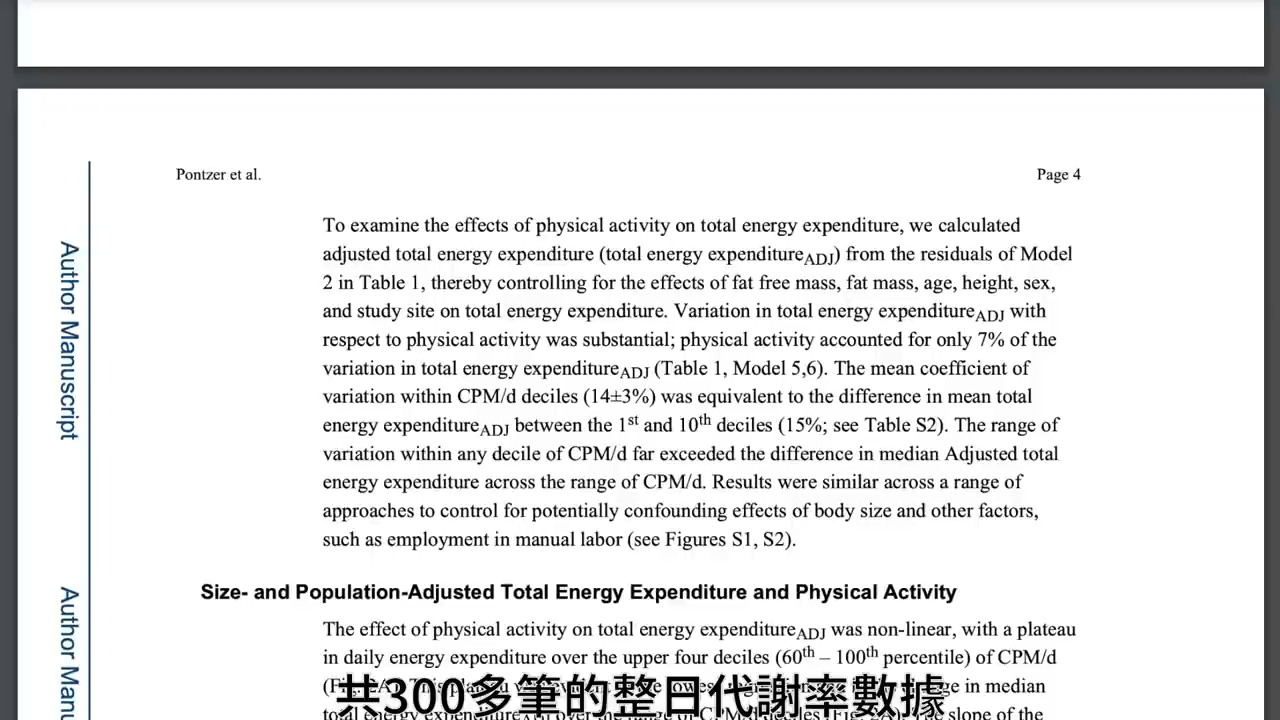 Pontzer et al.
Page 4
Author Manuscript
To examine the effects of physical activity on total energy expenditure, we calculated
adjusted total energy expenditure (total energy expenditureADJ) from the residuals of Model
2 in Table 1, thereby controlling for the effects of fat free mass, fat mass, age, height, sex,
and study site on total energy expenditure. Variation in total energy expenditureADJ with
respect to physical activity was substantial; physical activity accounted for only 7% of the
variation in total energy expenditureADJ (Table 1, Model 5,6). The mean coefficient of
variation within CPM/d deciles (14±3%) was equivalent to the difference in mean total
energy expenditureADJ between the 1st and 10th deciles (15%; see Table S2). The range of
variation within any decile of CPM/d far exceeded the difference in median Adjusted total
energy expenditure across the range of CPM/d. Results were similar across a range of
approaches to control for potentially confounding effects of body size and other factors,
such as employment in manual labor (see Figures S1, S2).
Size- and Population-Adjusted Total Energy Expenditure and Physical Activity
Author Man
The effect of physical activity on total energy expenditureADJ was non-linear, with a plateau
in daily energy expenditure over the upper four deciles (60th – 100th percentile) of CPM/d
in median
slope of the
共300多筆的整日代謝率數據